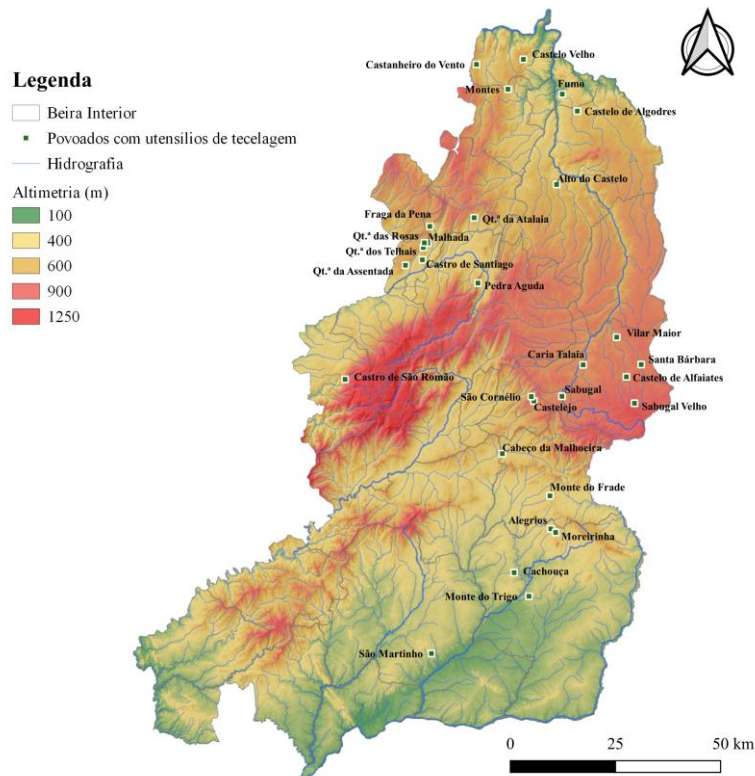 Legenda
Beira Interior
Povoados com utensílios de tecelagem
Hidrografia
Altimetria (m)
100
400
600
900
1250
Castelo Velho
Castanheiro do Vento
Montes
Fumo
Castelo de Algodres
Alto do Castelo
Fraga da Pena
Qt.ª da Atalaia
Qt.ª das Rosas
Malhada
Qt.ª dos Telhais
Castro de Santiago
Qt.ª da Assentada
Pedra Aguda
Vilar Maior
Caria Talaia
Santa Bárbara
Castro de São Romão
Castelo de Alfaiates
São Cornélio
Sabugal
Castelejo
Sabugal Velho
Cabeço da Malhoeira
Monte do Frade
Alegrios
Moreirinha
Cachouça
Monte do Trigo
São Martinho
0 25 50 km